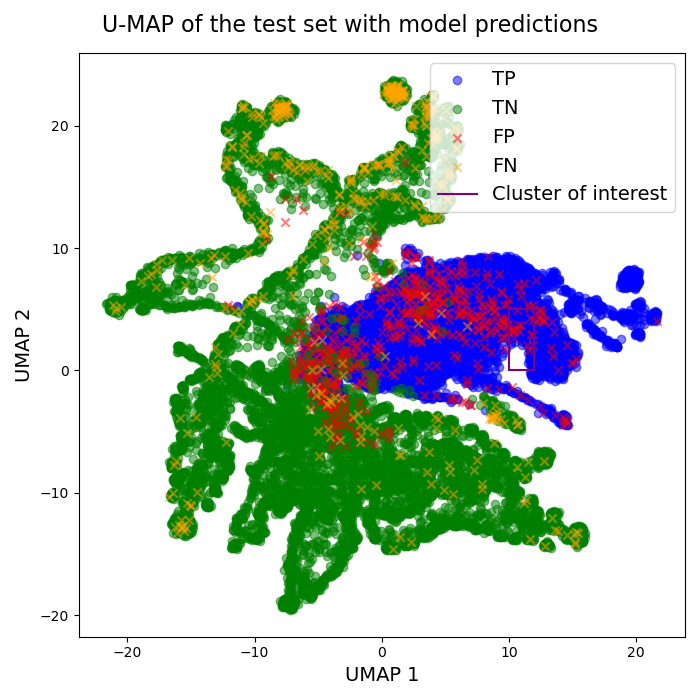 U-MAP of the test set with model predictions
TP
TN
FP
FN
Cluster of interest
20
10
0
−10
−20
UMAP 2
−20 −10 0 10 20
UMAP 1